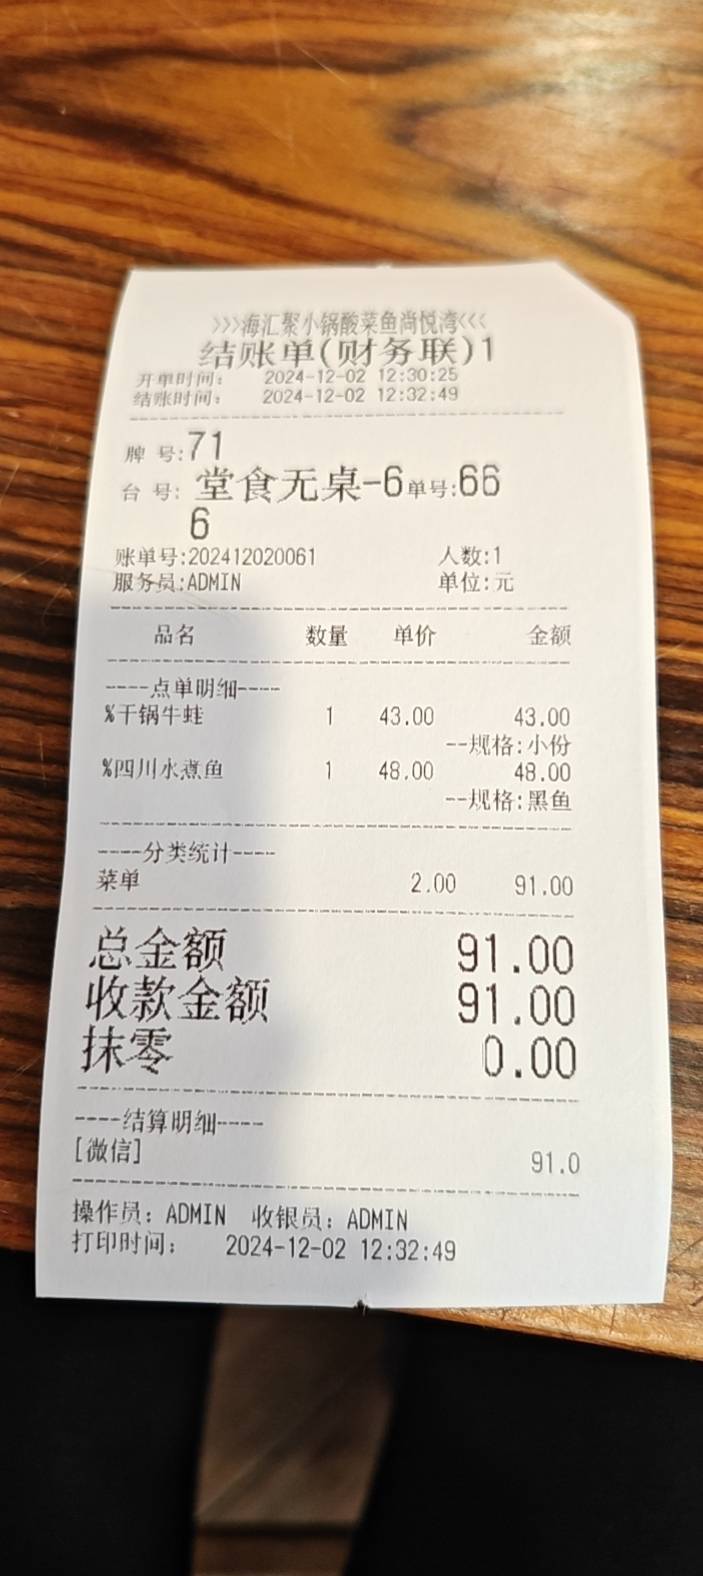 >>>海汇聚小锅酸菜鱼尚悦湾<<<
结账单(财务联)1
开单时间: 2024-12-02 12:30:25
结账时间: 2024-12-02 12:32:49
牌 号:71
台 号: 堂食无桌-6 单号:66
6
账单号:202412020061 人数:1
服务员:ADMIN 单位:元
品名 数量 单价 金额
----点单明细----
%干锅牛蛙 1 43.00 43.00
--规格:小份
%四川水煮鱼 1 48.00 48.00
--规格:黑鱼
----分类统计----
菜单 2.00 91.00
总金额 91.00
收款金额 91.00
抹零 0.00
----结算明细----
[微信] 91.0
操作员: ADMIN 收银员: ADMIN
打印时间: 2024-12-02 12:32:49